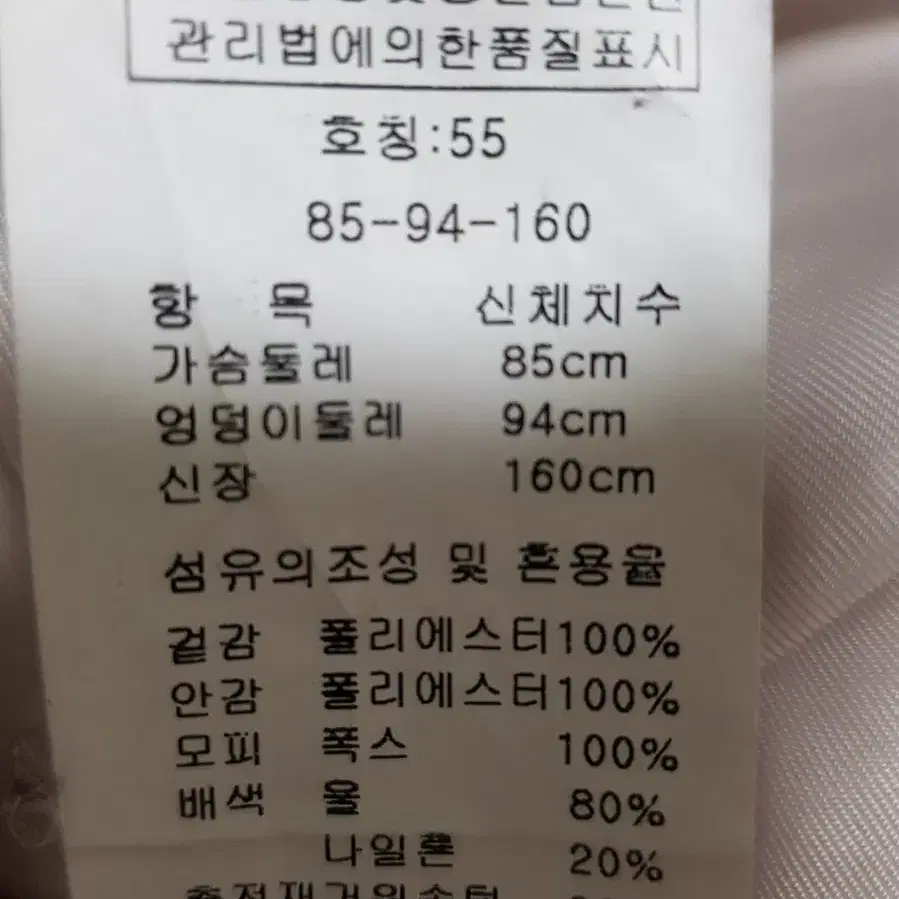 관리법에의한품질표시
호칭:55
85-94-160
항 목 신체치수
가슴둘레 85cm
엉덩이둘레 94cm
신장 160cm
섬유의조성 및 혼용율
겉감 폴리에스터100%
안감 폴리에스터100%
모피 폭스 100%
배색 울 80%
나일론 20%